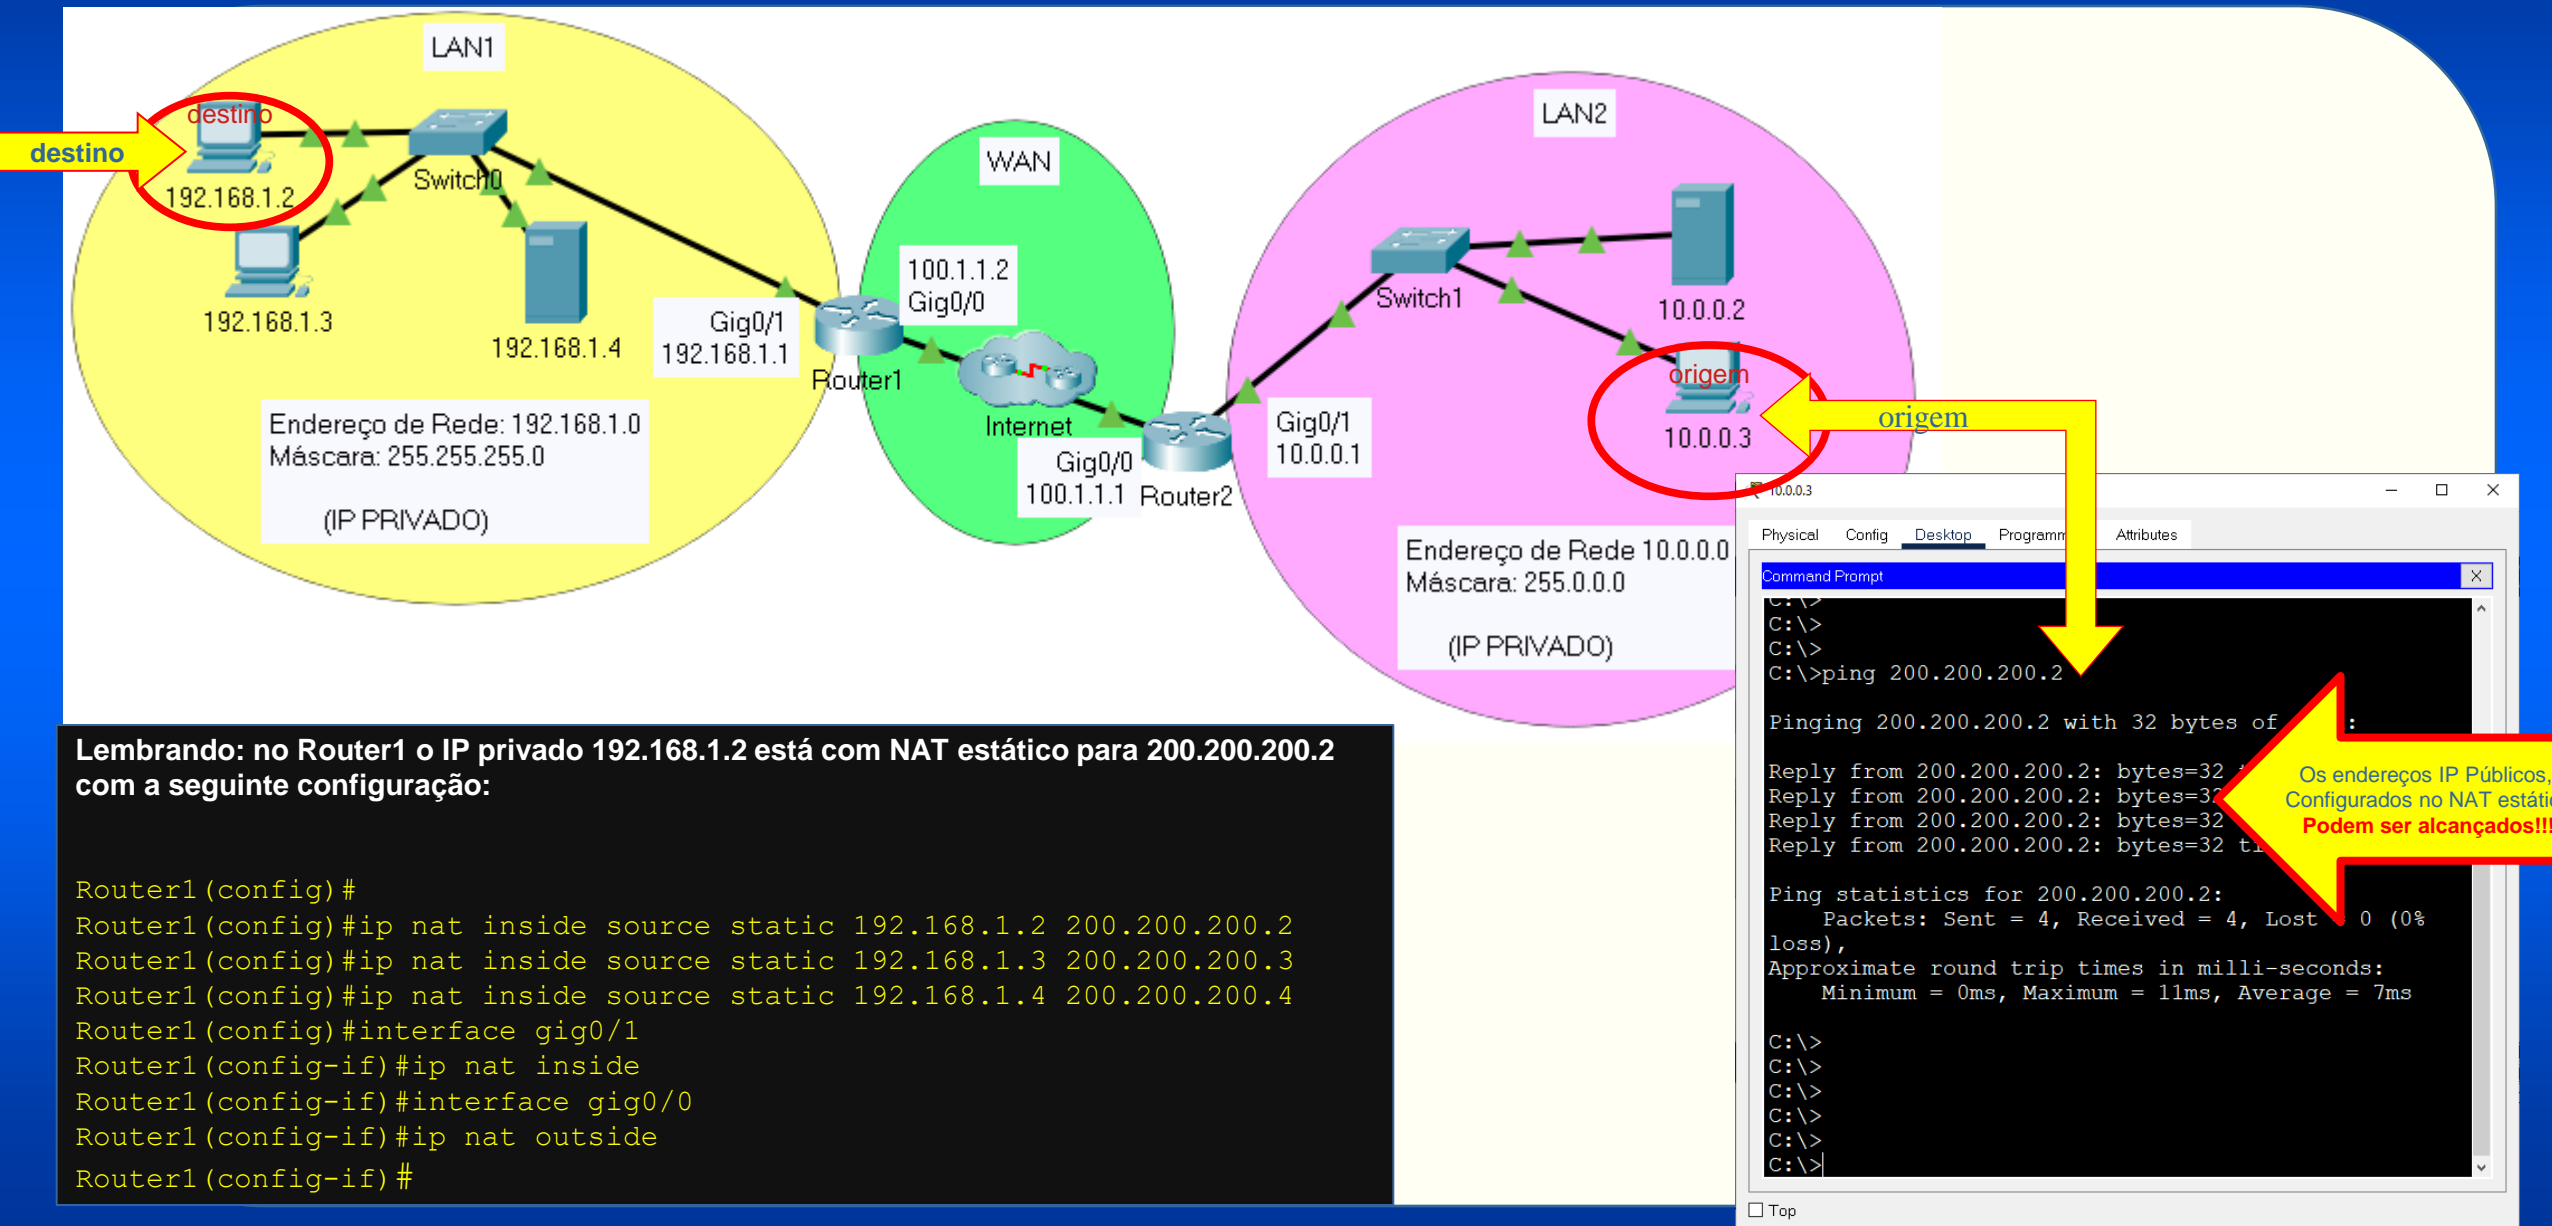 LAN1
destino
destino
192.168.1.2
Switch0
192.168.1.3
192.168.1.4
Gig0/1
192.168.1.1
Router1
Endereço de Rede: 192.168.1.0
Máscara: 255.255.255.0
(IP PRIVADO)
WAN
100.1.1.2
Gig0/0
Internet
Gig0/0
100.1.1.1
Router2
LAN2
Switch1
10.0.0.2
origem
origem
10.0.0.3
Gig0/1
10.0.0.1
Endereço de Rede 10.0.0.0
Máscara: 255.0.0.0
(IP PRIVADO)
Lembrando: no Router1 o IP privado 192.168.1.2 está com NAT estático para 200.200.200.2
com a seguinte configuração:
Router1(config)#
Router1(config)#ip nat inside source static 192.168.1.2 200.200.200.2
Router1(config)#ip nat inside source static 192.168.1.3 200.200.200.3
Router1(config)#ip nat inside source static 192.168.1.4 200.200.200.4
Router1(config)#interface gig0/1
Router1(config-if)#ip nat inside
Router1(config-if)#interface gig0/0
Router1(config-if)#ip nat outside
Router1(config-if)#
10.0.0.3
Physical Config Desktop Programm Attributes
Command Prompt X
C:\>
C:\>
C:\>
C:\>ping 200.200.200.2
Pinging 200.200.200.2 with 32 bytes of :
Reply from 200.200.200.2: bytes=32
Reply from 200.200.200.2: bytes=32
Reply from 200.200.200.2: bytes=32
Reply from 200.200.200.2: bytes=32
Ping statistics for 200.200.200.2:
Packets: Sent = 4, Received = 4, Lost = 0 (0%
loss),
Approximate round trip times in milli-seconds:
Minimum = 0ms, Maximum = 11ms, Average = 7ms
C:\>
C:\>
C:\>
C:\>
C:\>
C:\>
Top
Os endereços IP Públicos,
Configurados no NAT estátic
Podem ser alcançados!!!